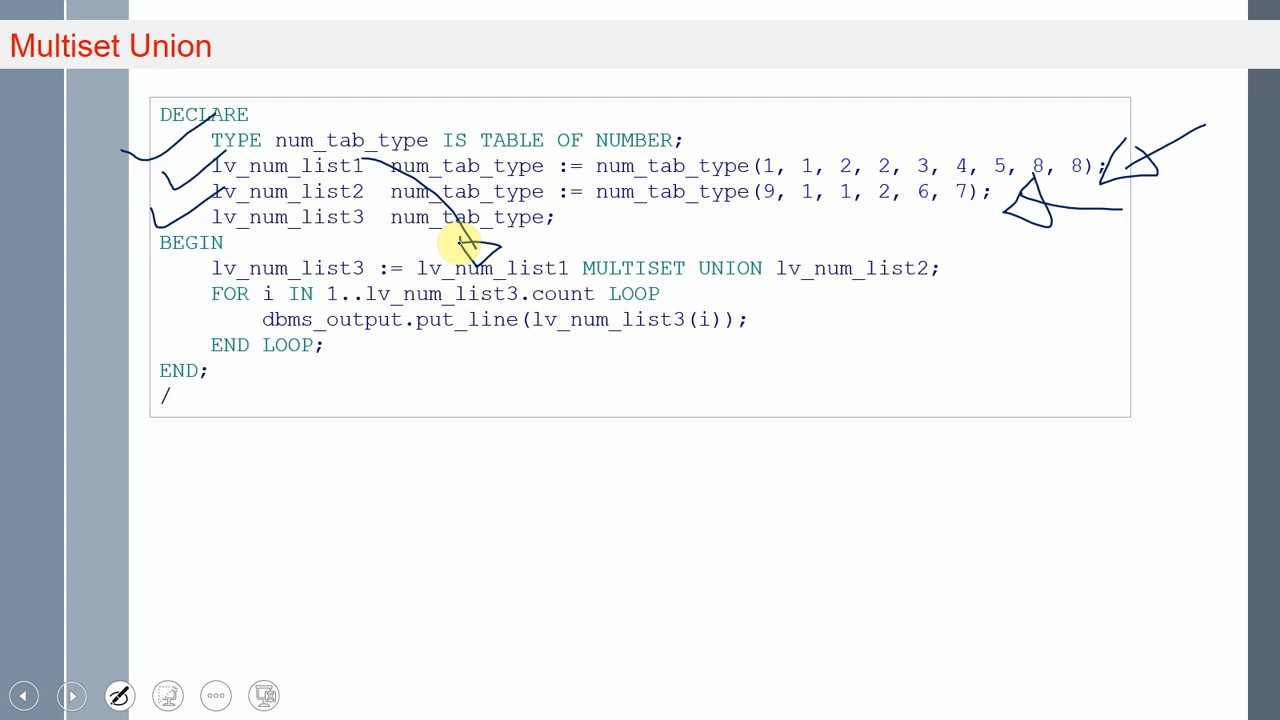 Multiset Union
DECLARE
TYPE num_tab_type IS TABLE OF NUMBER;
lv_num_list1 num_tab_type := num_tab_type(1, 1, 2, 2, 3, 4, 5, 8, 8);
lv_num_list2 num_tab_type := num_tab_type(9, 1, 1, 2, 6, 7);
lv_num_list3 num_tab_type;
BEGIN
lv_num_list3 := lv_num_list1 MULTISET UNION lv_num_list2;
FOR i IN 1..lv_num_list3.count LOOP
dbms_output.put_line(lv_num_list3(i));
END LOOP;
END;
/